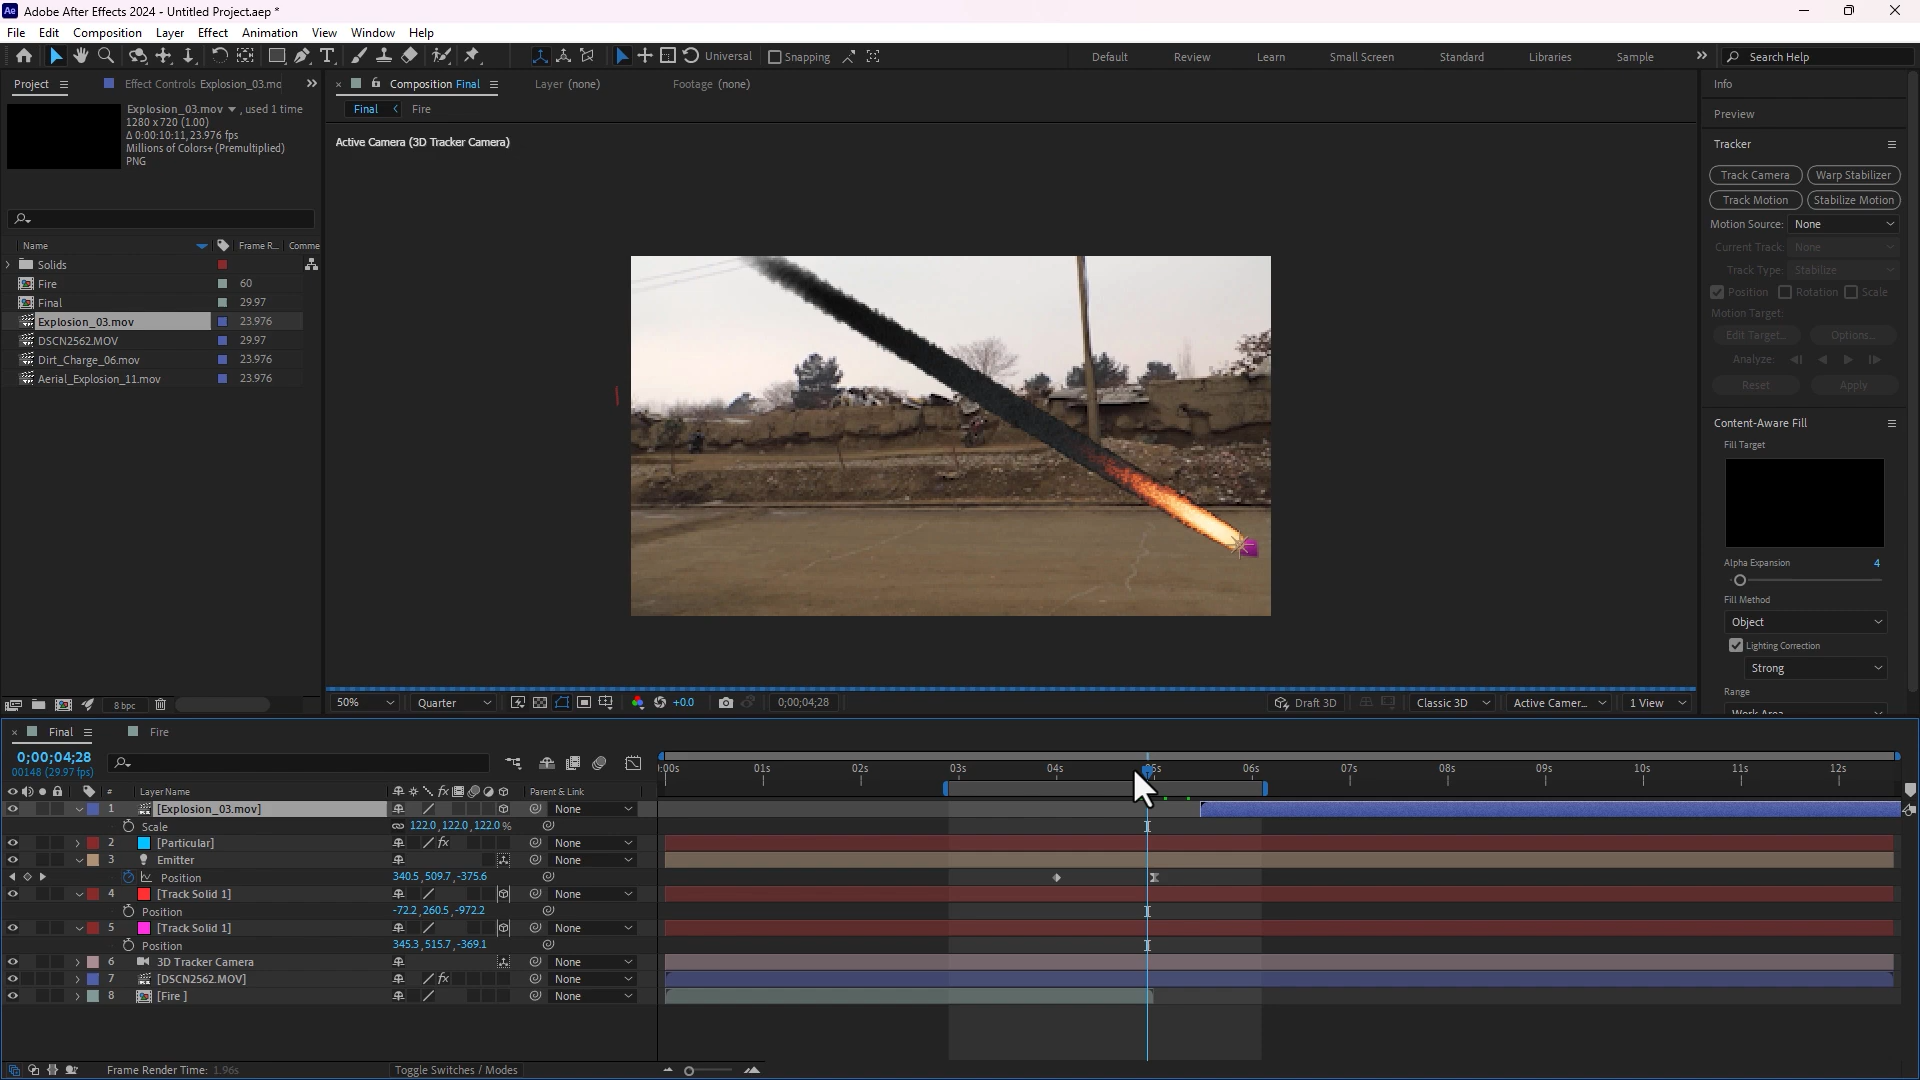 Adobe After Effects 2024 - Untitled Project.aep *
File Edit Composition Layer Effect Animation View Window Help
Universal Snapping Default Review Learn Small Screen Standard Libraries Sample Search Help
Project Effect Controls Explosion_03.mo
Composition Final Layer (none) Footage (none)
Final Fire
Active Camera (3D Tracker Camera)
Explosion_03.mov , used 1 time
1280 x 720 (1.00)
Δ 0:00:10:11, 23.976 fps
Millions of Colors+ (Premultiplied)
PNG
Name Frame R... Comme
Solids
Fire 60
Final 29.97
Explosion_03.mov 23.976
DSCN2562.MOV 29.97
Dirt_Charge_06.mov 23.976
Aerial_Explosion_11.mov 23.976
8 bpc
50% Quarter +0.0 0;00;04;28 Draft 3D Classic 3D Active Camer... 1 View
Info
Preview
Tracker
Track Camera Warp Stabilizer
Track Motion Stabilize Motion
Motion Source: None
Current Track: None
Track Type: Stabilize
Position Rotation Scale
Motion Target:
Edit Target... Options...
Analyze:
Reset Apply
Content-Aware Fill
Fill Target
Alpha Expansion 4
Fill Method
Object
Lighting Correction
Strong
Range
Work Area
Final Fire
0;00;04;28
00148 (29.97 fps)
:00s 01s 02s 03s 04s 05s 06s 07s 08s 09s 10s 11s 12s
# Layer Name fx Parent & Link
1 [Explosion_03.mov] None
Scale 122.0, 122.0, 122.0 %
2 [Particular] fx None
3 Emitter None
Position 340.5, 509.7, -375.6
4 [Track Solid 1] None
Position -72.2, 260.5, -972.2
5 [Track Solid 1] None
Position 345.3, 515.7, -369.1
6 3D Tracker Camera None
7 [DSCN2562.MOV] fx None
8 [Fire ] None
Frame Render Time: 1.96s Toggle Switches / Modes